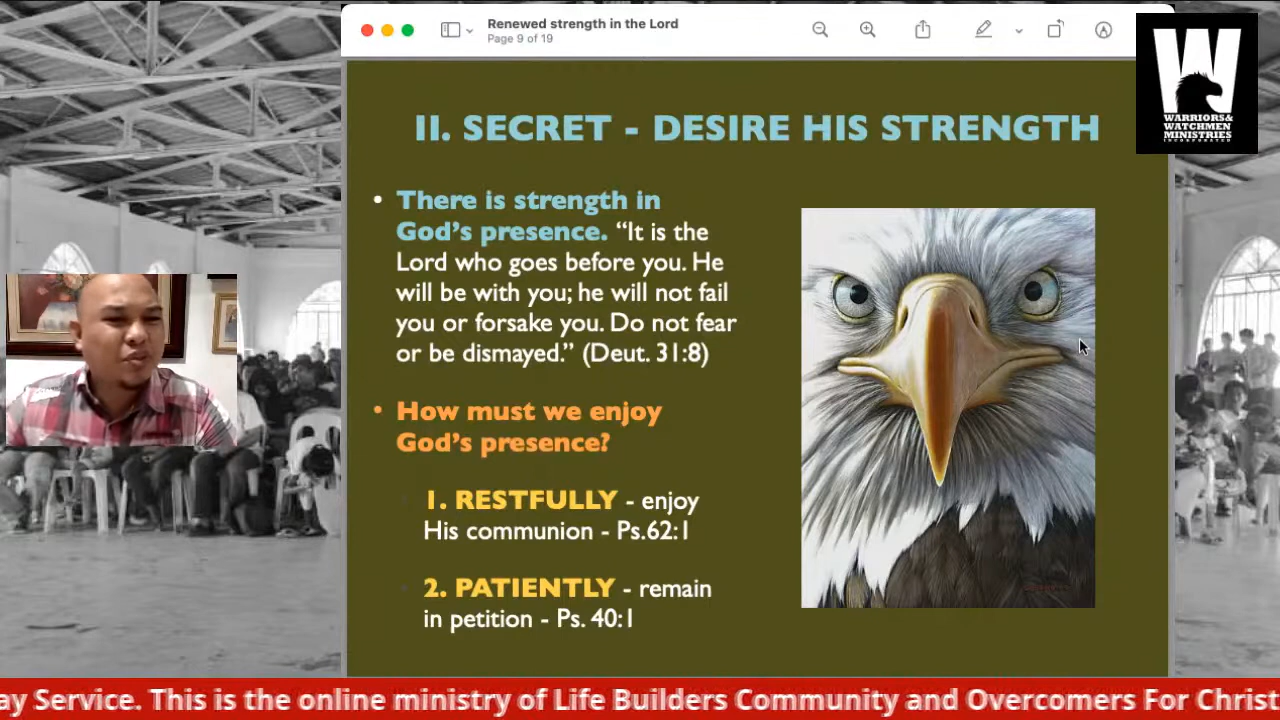 Renewed strength in the Lord
Page 9 of 19
W
WARRIORS&
WATCHMEN
MINISTRIES
INCORPORATED
II. SECRET - DESIRE HIS STRENGTH
• There is strength in
God's presence. “It is the
Lord who goes before you. He
will be with you; he will not fail
you or forsake you. Do not fear
or be dismayed.” (Deut. 31:8)
• How must we enjoy
God's presence?
1. RESTFULLY - enjoy
His communion - Ps.62:1
2. PATIENTLY - remain
in petition - Ps. 40:1
ay Service. This is the online ministry of Life Builders Community and Overcomers For Christ